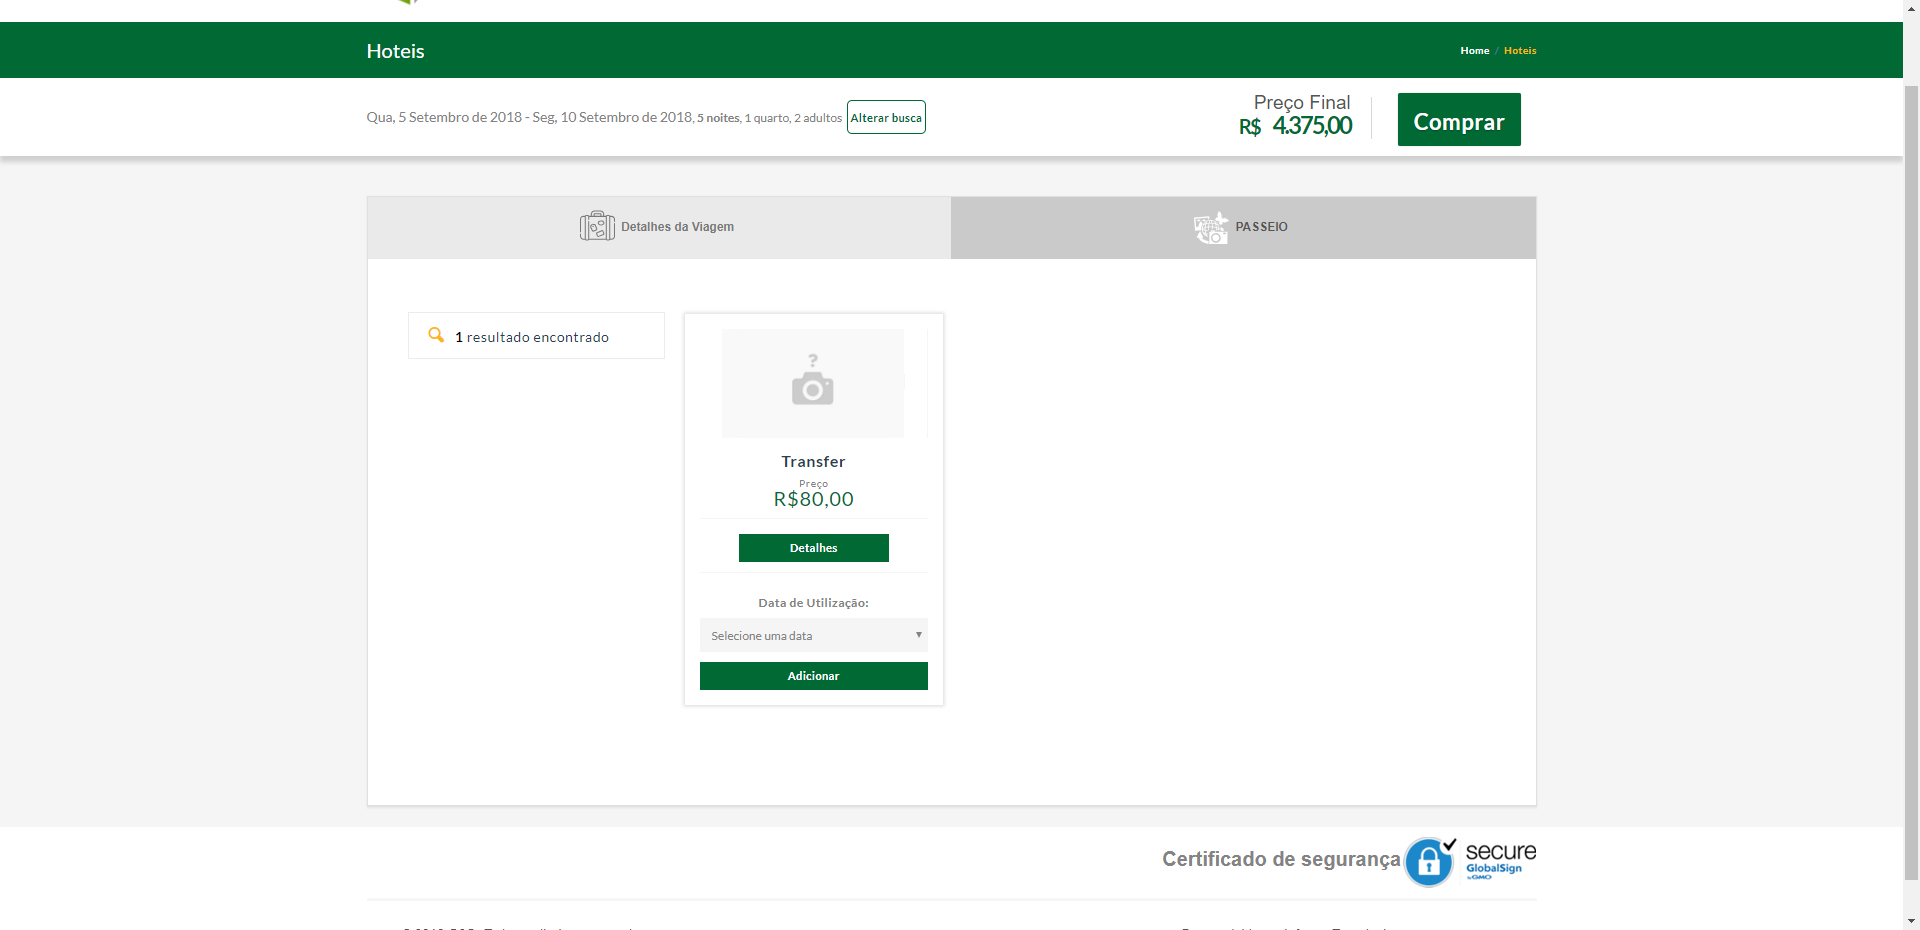 Hoteis
Home / Hoteis
Qua, 5 Setembro de 2018 - Seg, 10 Setembro de 2018, 5 noites, 1 quarto, 2 adultos
Alterar busca
Preço Final
R$ 4.375,00
Comprar
Detalhes da Viagem
PASSEIO
1 resultado encontrado
?
Transfer
Preço
R$80,00
Detalhes
Data de Utilização:
Selecione uma data
Adicionar
Certificado de segurança
secure
GlobalSign
by GMO